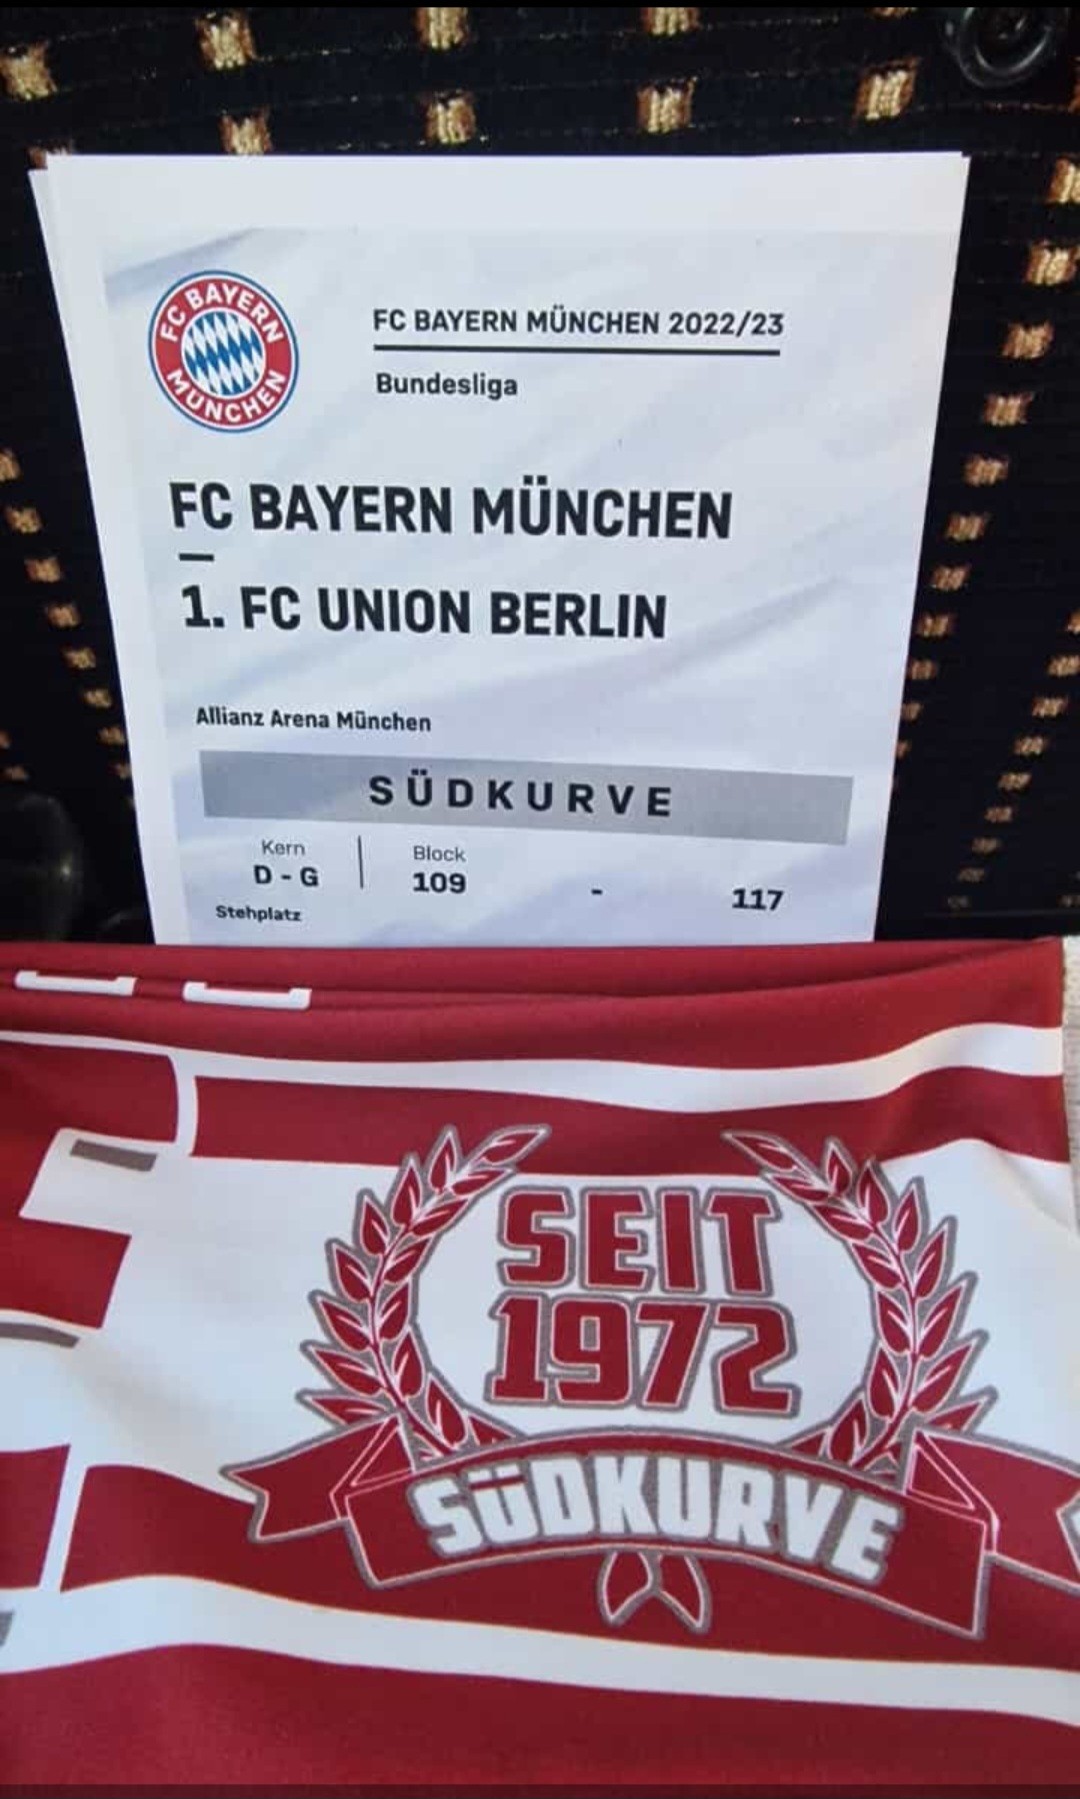 FC BAYERN
MÜNCHEN
FC BAYERN MÜNCHEN 2022/23
Bundesliga
FC BAYERN MÜNCHEN
–
1. FC UNION BERLIN
Allianz Arena München
SÜDKURVE
Kern | Block
D - G 109 - 117
Stehplatz
SEIT
1972
SÜDKURVE